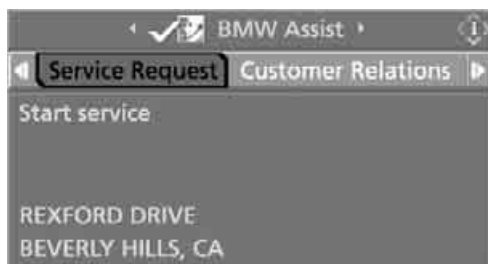 BMW Assist
Service Request Customer Relations
Start service
REXFORD DRIVE
BEVERLY HILLS, CA